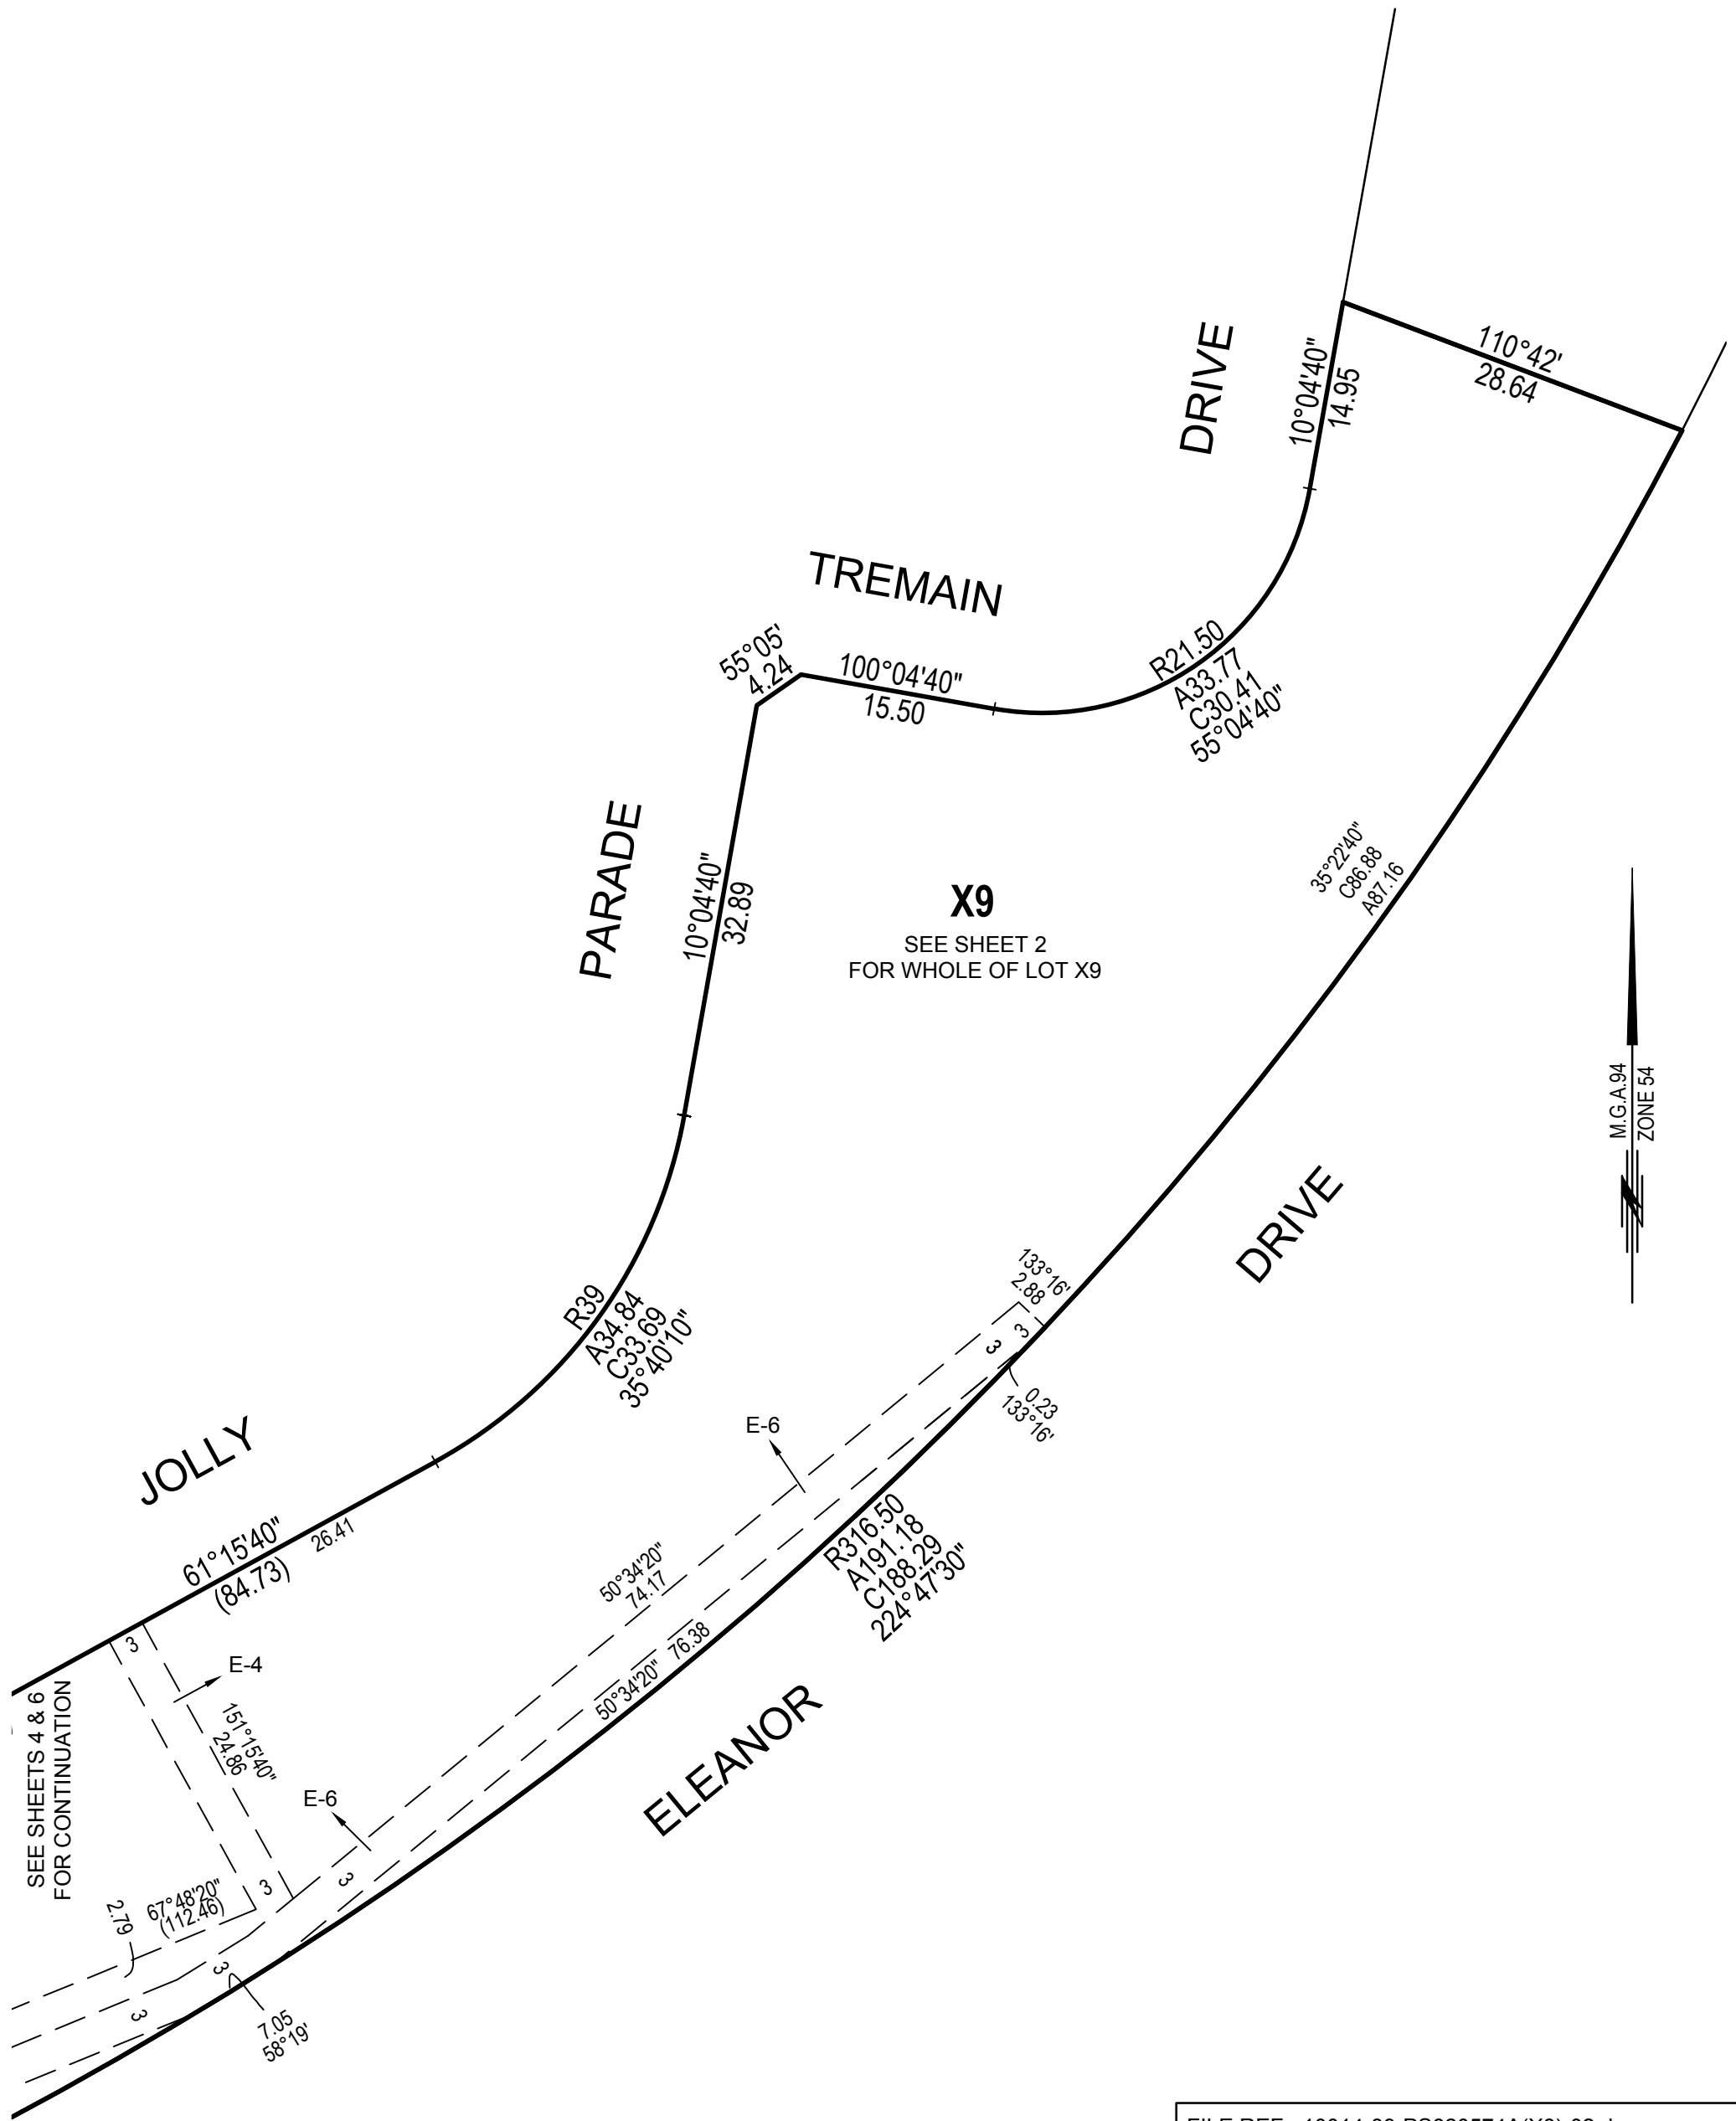 110°42'
28.64
DRIVE
10°04'40"
14.95
TREMAIN
55°05'
4.24
100°04'40"
15.50
R21.50
A33.77
C30.41
55°04'40"
PARADE
10°04'40"
32.89
X9
SEE SHEET 2
FOR WHOLE OF LOT X9
35°22'40"
C86.88
A87.16
M.G.A.94
ZONE 54
DRIVE
133°16'
2.88
3
3
0.23
133°16'
R39
A34.84
C33.69
35°40'10"
JOLLY
61°15'40"
(84.73)
26.41
E-6
R316.50
A191.18
C188.29
224°47'30"
50°34'20"
74.17
50°34'20" 76.38
ELEANOR
3
E-4
151°15'40"
24.86
SEE SHEETS 4 & 6
FOR CONTINUATION
E-6
3
3
67°48'20"
(112.46)
2.79
3
3
7.05
58°19'